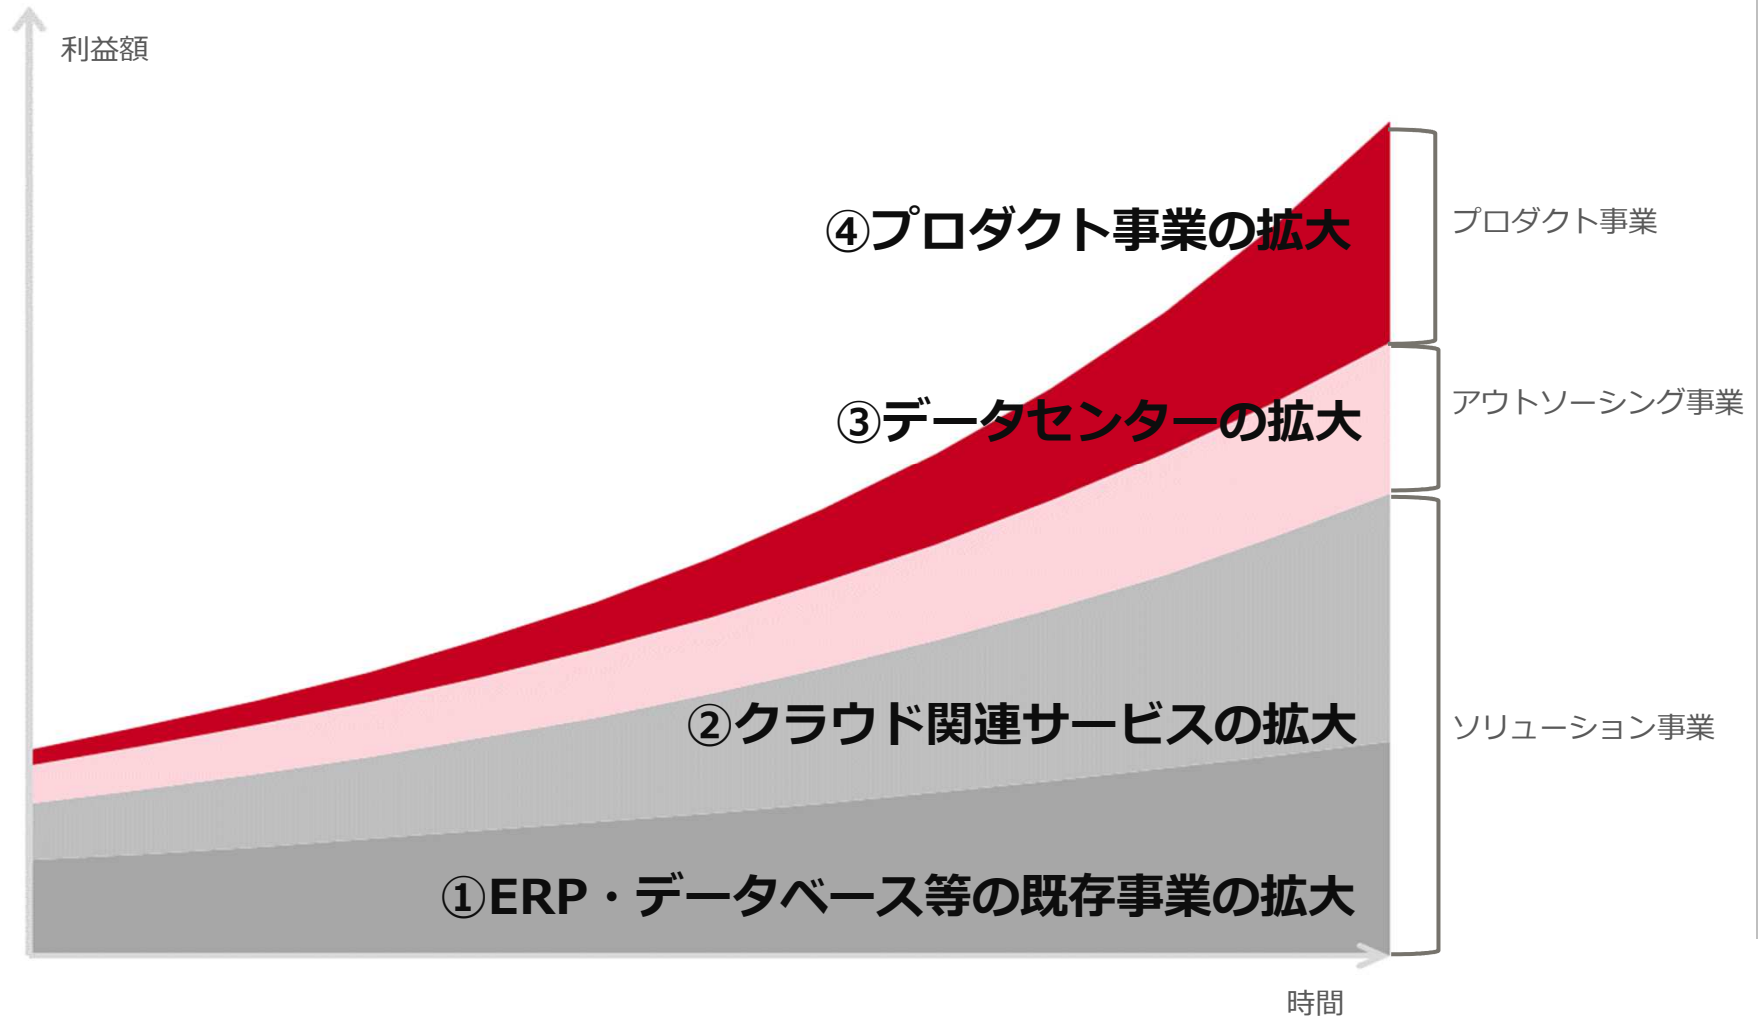 利益額
④プロダクト事業の拡大
プロダクト事業
③データセンターの拡大
アウトソーシング事業
②クラウド関連サービスの拡大
ソリューション事業
①ERP・データベース等の既存事業の拡大
時間